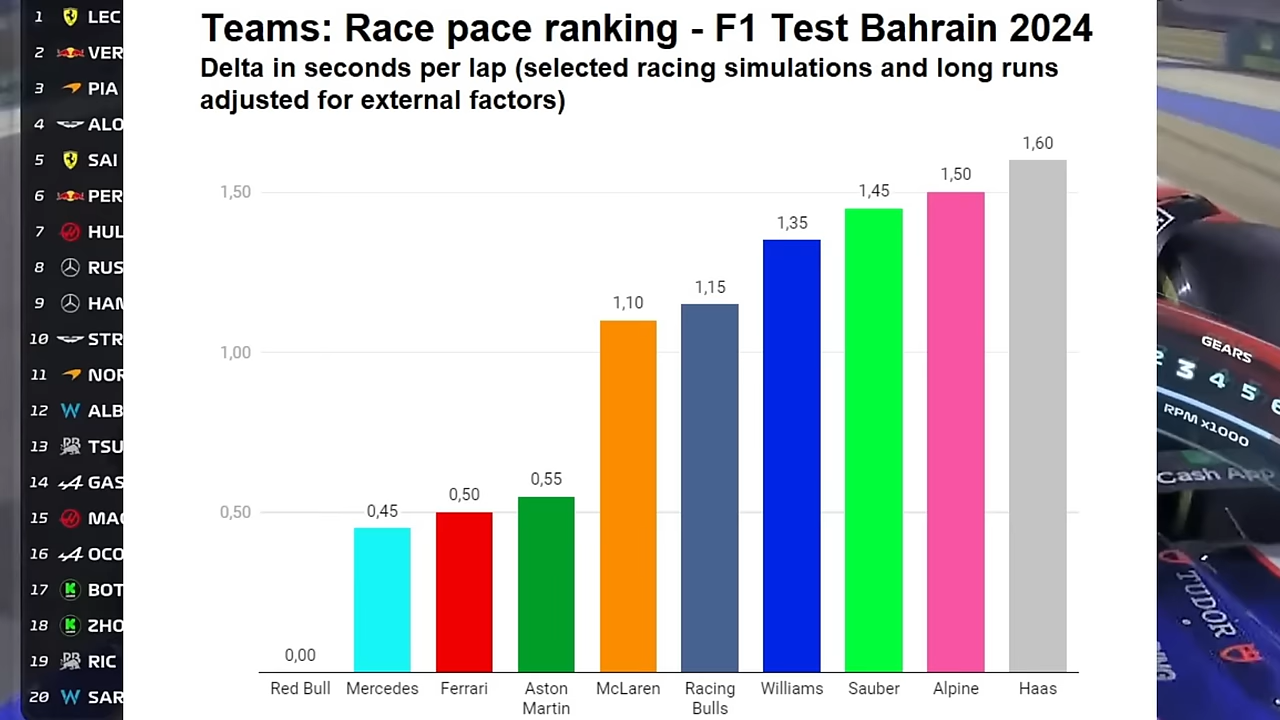 Teams: Race pace ranking - F1 Test Bahrain 2024
Delta in seconds per lap (selected racing simulations and long runs
adjusted for external factors)
1 LEC
2 VER
3 PIA
4 ALO
5 SAI
6 PER
7 HUL
8 RUS
9 HAM
10 STR
11 NOR
12 ALB
13 TSU
14 GAS
15 MAG
16 OCO
17 BOT
18 ZHO
19 RIC
20 SAR
1,50
1,00
0,50
0,00
0,45
0,50
0,55
1,10
1,15
1,35
1,45
1,50
1,60
Red Bull
Mercedes
Ferrari
Aston
Martin
McLaren
Racing
Bulls
Williams
Sauber
Alpine
Haas
GEARS
2 3 4 5 6
RPM x1000
Cash App
TUDOR